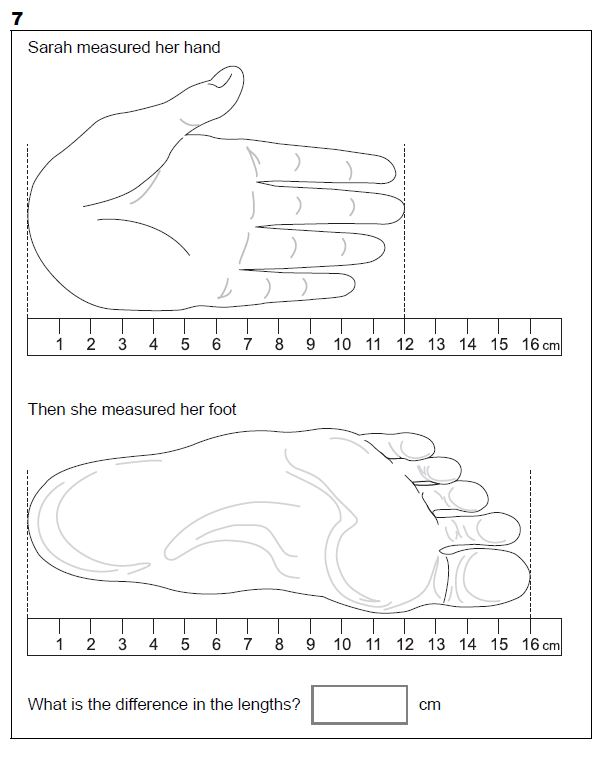 7
Sarah measured her hand
1 2 3 4 5 6 7 8 9 10 11 12 13 14 15 16 cm
Then she measured her foot
1 2 3 4 5 6 7 8 9 10 11 12 13 14 15 16 cm
What is the difference in the lengths? cm